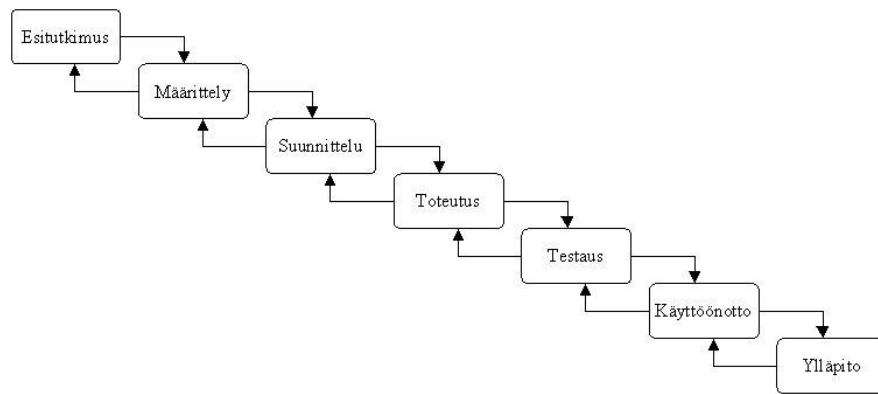 Esitutkimus
Määrittely
Suunnittelu
Toteutus
Testaus
Käyttöönotto
Ylläpito